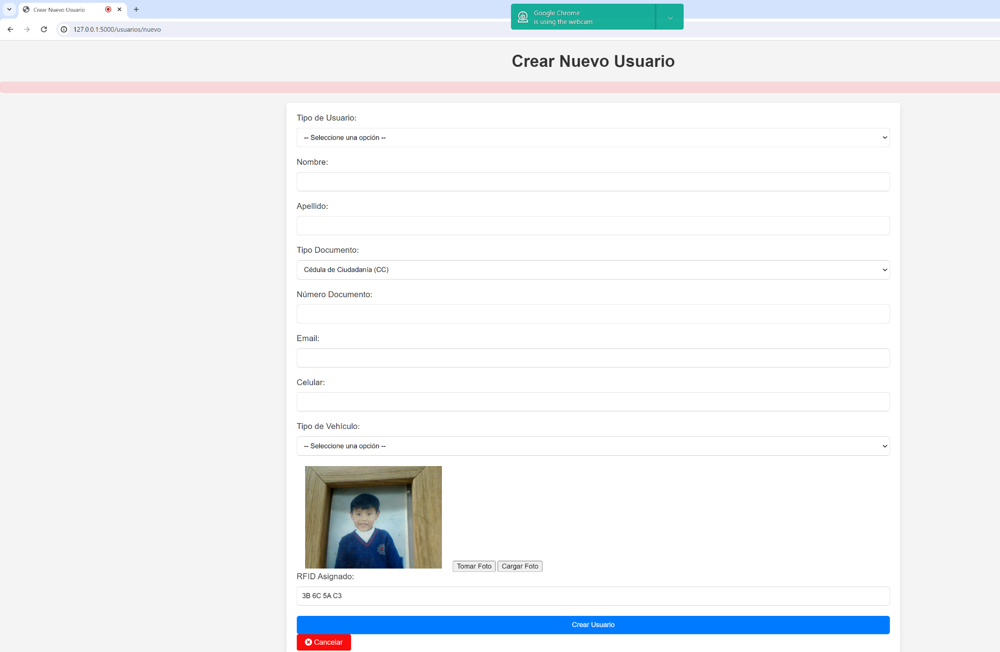 Crear Nuevo Usuario
Google Chrome
is using the webcam
127.0.0.1:5000/usuarios/nuevo
Crear Nuevo Usuario
Tipo de Usuario:
-- Seleccione una opción --
Nombre:
Apellido:
Tipo Documento:
Cédula de Ciudadanía (CC)
Número Documento:
Email:
Celular:
Tipo de Vehículo:
-- Seleccione una opción --
Tomar Foto Cargar Foto
RFID Asignado:
3B 6C 5A C3
Crear Usuario
Cancelar